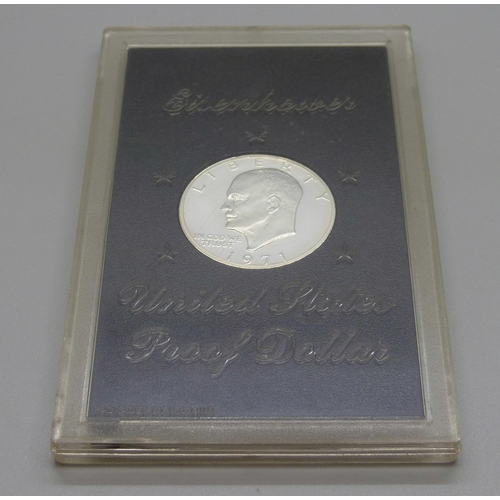 Eisenhower
LIBERTY
IN GOD WE
TRUST
1971
United States
Proof Dollar